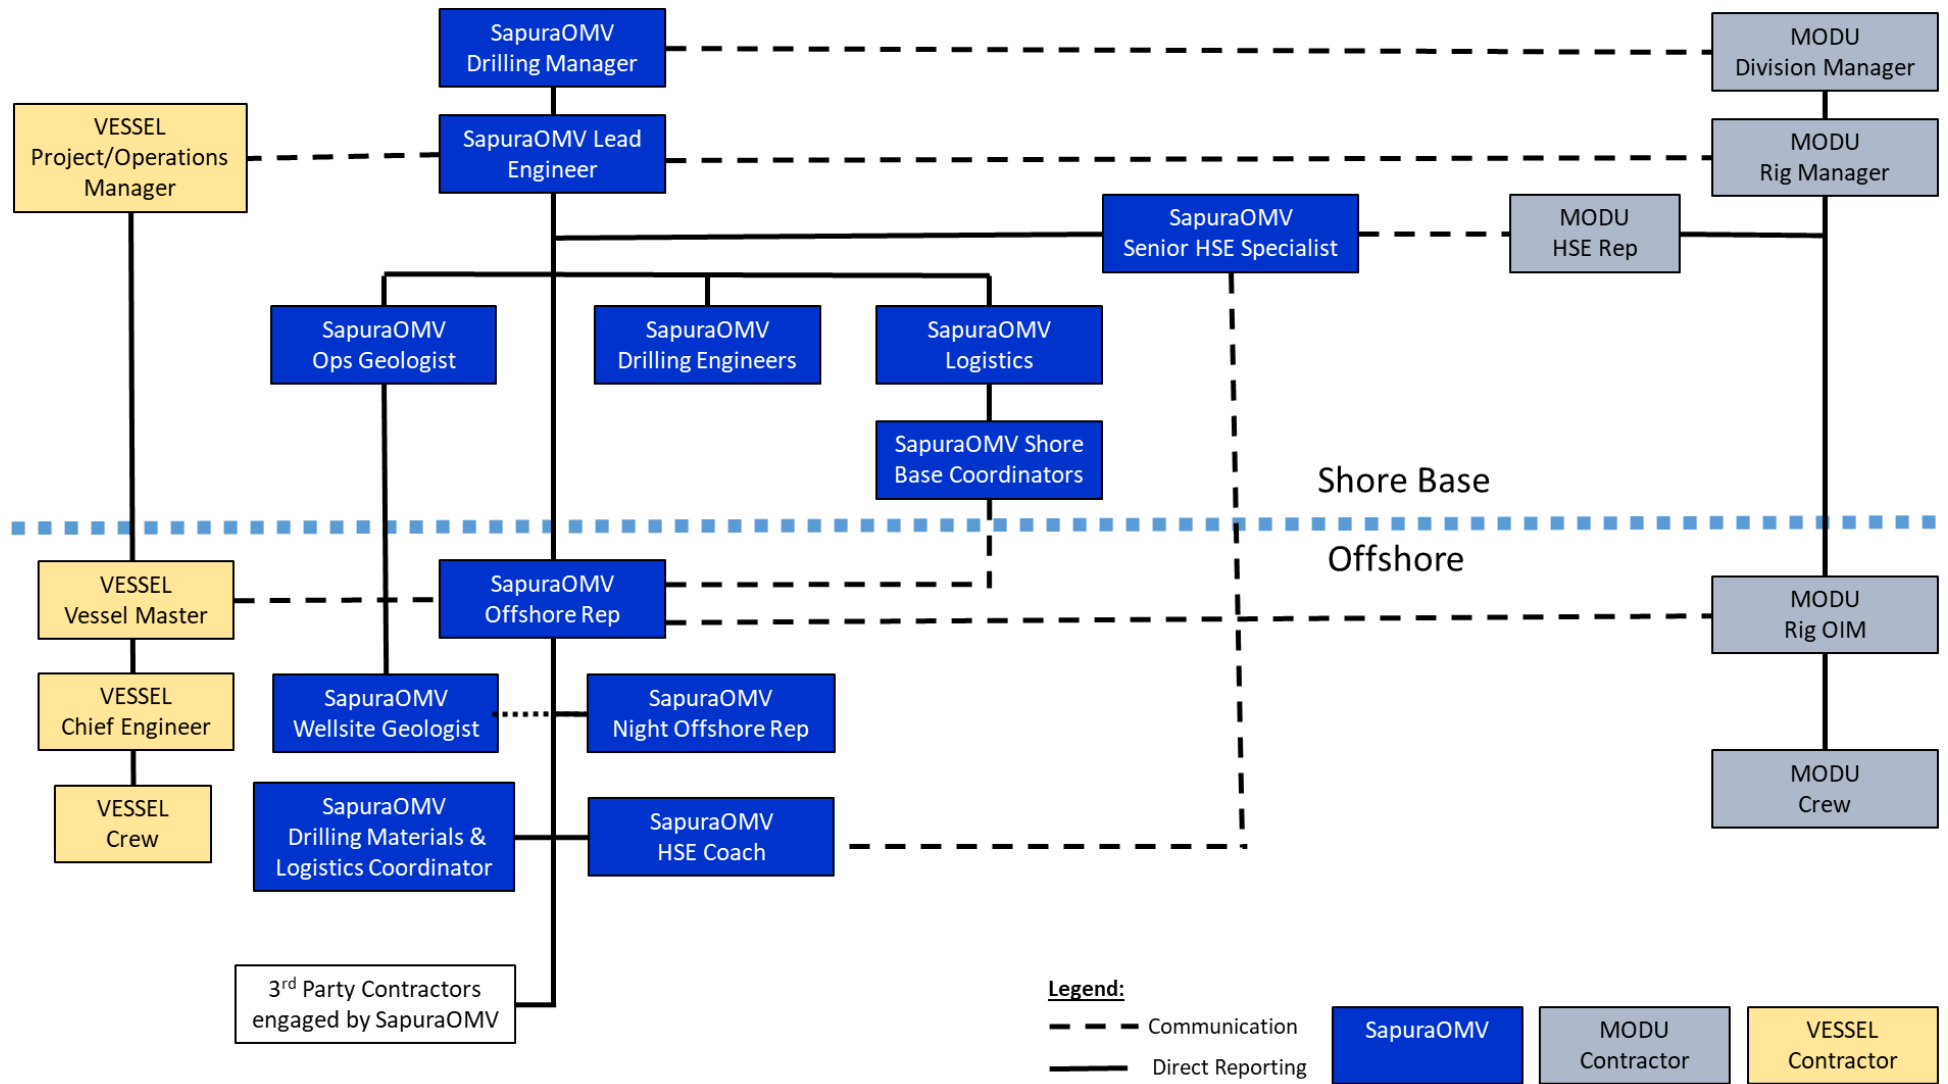 SapuraOMV
Drilling Manager
MODU
Division Manager
VESSEL
Project/Operations
Manager
SapuraOMV Lead
Engineer
MODU
Rig Manager
SapuraOMV
Senior HSE Specialist
MODU
HSE Rep
SapuraOMV
Ops Geologist
SapuraOMV
Drilling Engineers
SapuraOMV
Logistics
SapuraOMV Shore
Base Coordinators
Shore Base
Offshore
VESSEL
Vessel Master
SapuraOMV
Offshore Rep
MODU
Rig OIM
VESSEL
Chief Engineer
SapuraOMV
Wellsite Geologist
SapuraOMV
Night Offshore Rep
MODU
Crew
VESSEL
Crew
SapuraOMV
Drilling Materials &
Logistics Coordinator
SapuraOMV
HSE Coach
3rd Party Contractors
engaged by SapuraOMV
Legend:
Communication
Direct Reporting
SapuraOMV
MODU
Contractor
VESSEL
Contractor